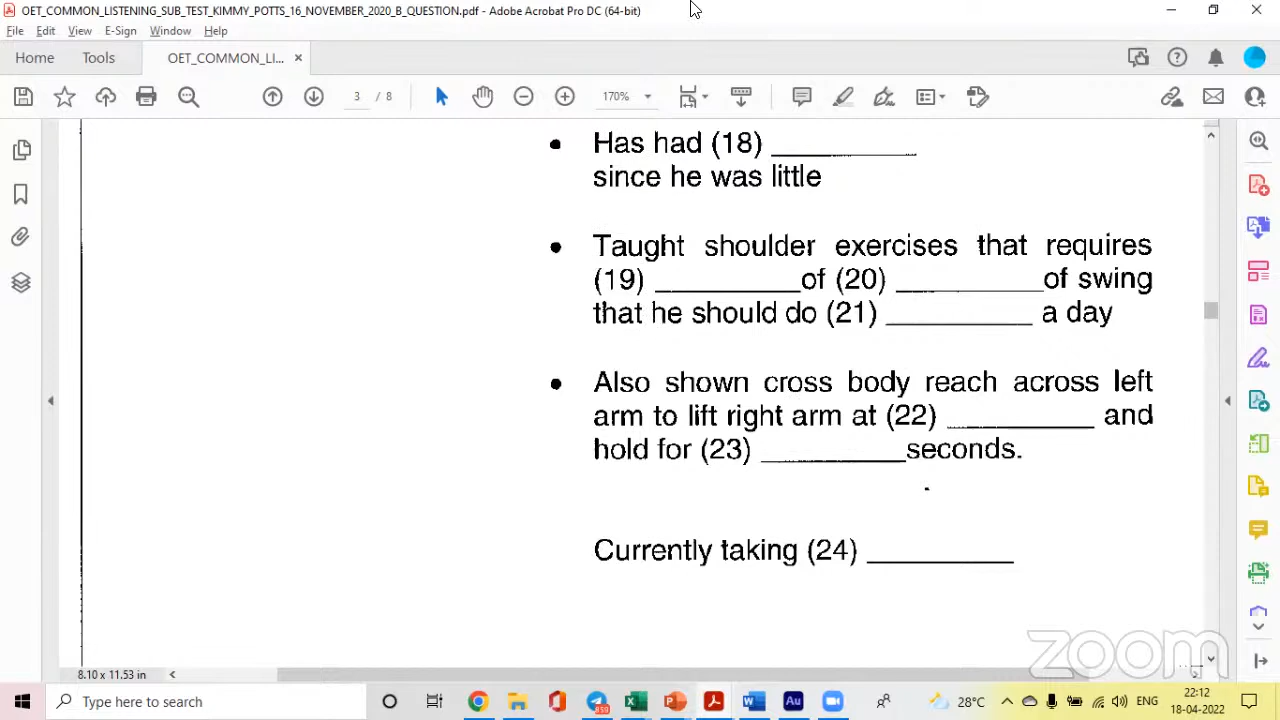 OET_COMMON_LISTENING_SUB_TEST_KIMMY_POTTS_16_NOVEMBER_2020_B_QUESTION.pdf - Adobe Acrobat Pro DC (64-bit)
File Edit View E-Sign Window Help
Home Tools OET_COMMON_LI... ×
3 / 8 170%
• Has had (18) __________
since he was little
• Taught shoulder exercises that requires
(19) __________of (20) __________of swing
that he should do (21) __________ a day
• Also shown cross body reach across left
arm to lift right arm at (22) __________ and
hold for (23) __________seconds.
Currently taking (24) __________
zoom
8.10 x 11.53 in
Type here to search 859 28°C ENG 22:12
18-04-2022